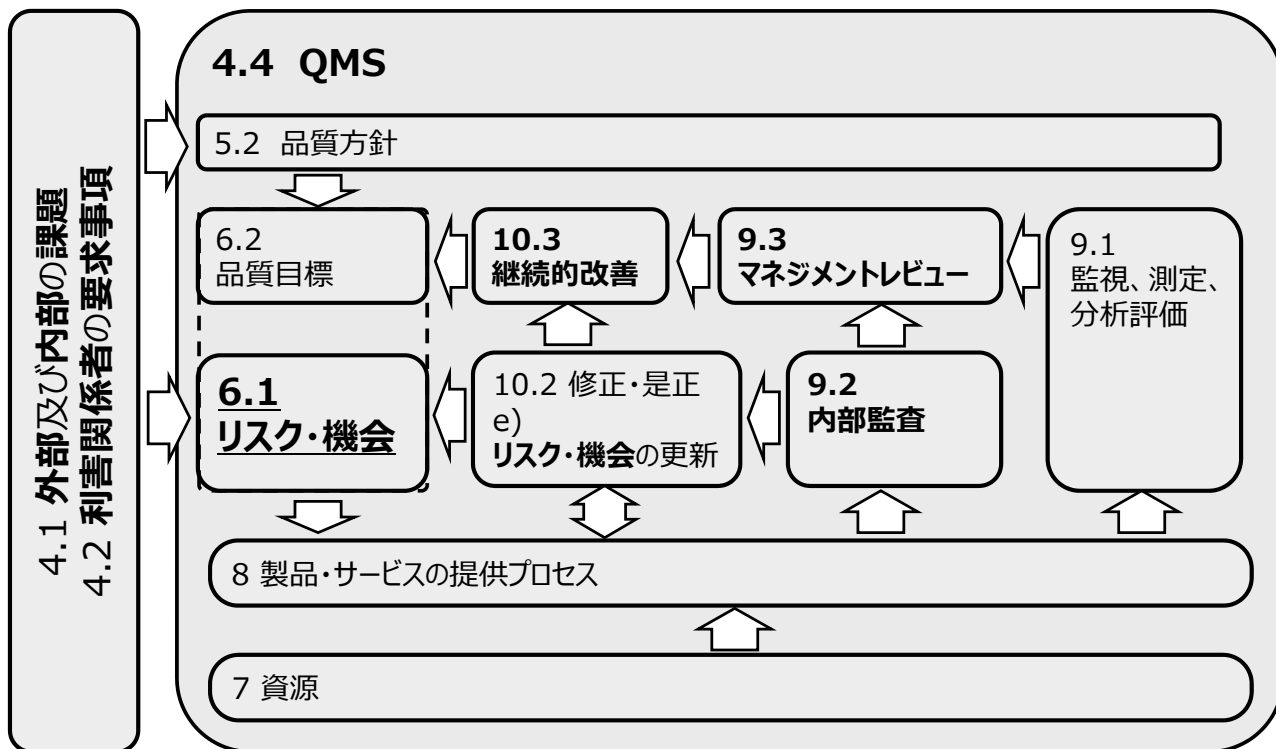 4.1 外部及び内部の課題
4.2 利害関係者の要求事項
4.4 QMS
5.2 品質方針
6.2
品質目標
10.3
継続的改善
9.3
マネジメントレビュー
9.1
監視、測定、
分析評価
6.1
リスク・機会
10.2 修正・是正
e)
リスク・機会の更新
9.2
内部監査
8 製品・サービスの提供プロセス
7 資源